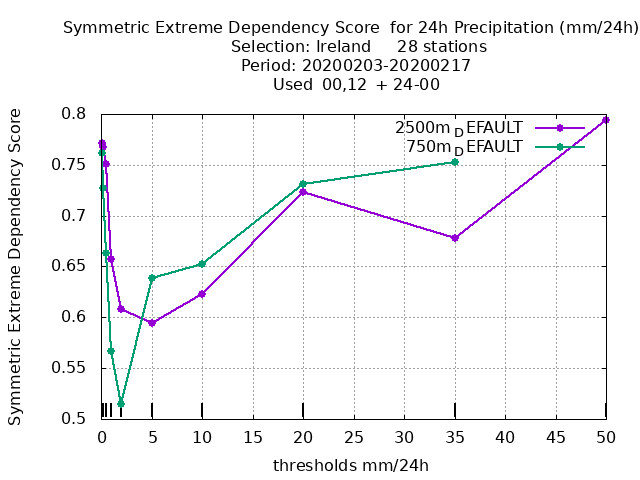 Symmetric Extreme Dependency Score  for 24h Precipitation (mm/24h)
Selection: Ireland     28 stations
Period: 20200203-20200217
Used  00,12  + 24-00
Symmetric Extreme Dependency Score
0.8
0.75
0.7
0.65
0.6
0.55
0.5
2500m_DEFAULT
750m_DEFAULT
0 5 10 15 20 25 30 35 40 45 50
thresholds mm/24h